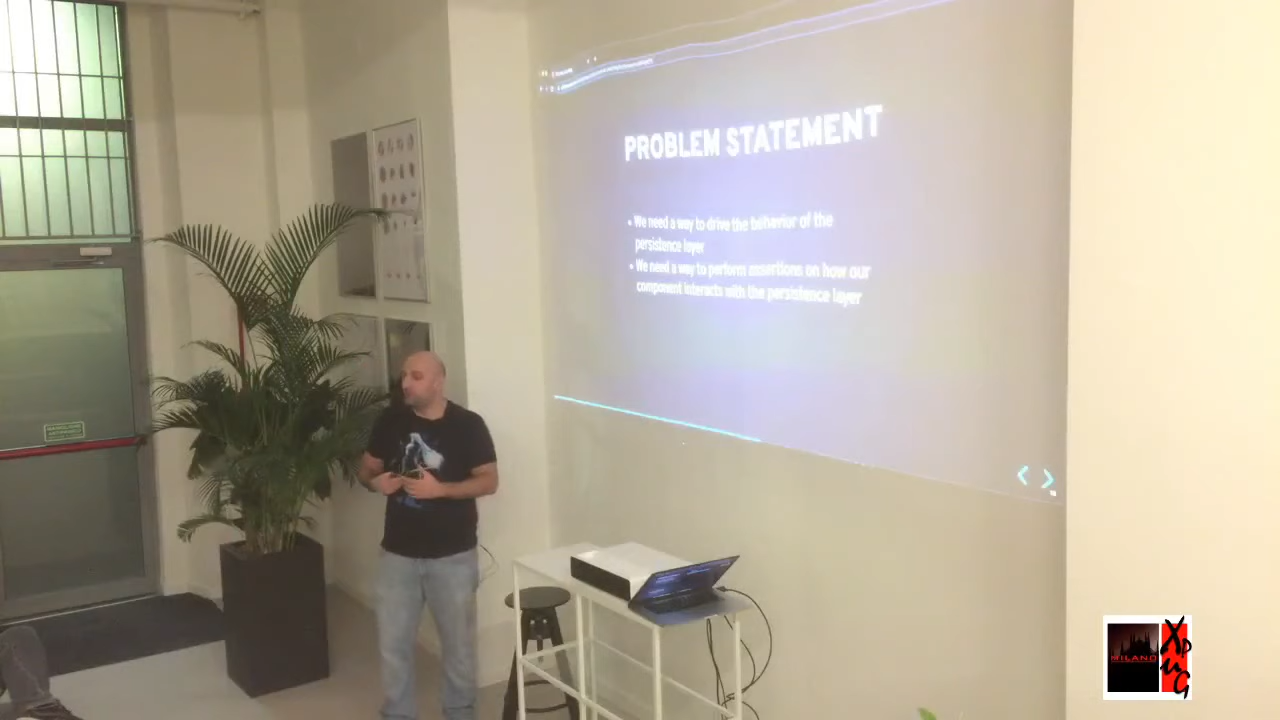 PROBLEM STATEMENT
• We need a way to drive the behavior of the
persistence layer
• We need a way to perform assertions on how our
component interacts with the persistence layer
MILANO
XpuG